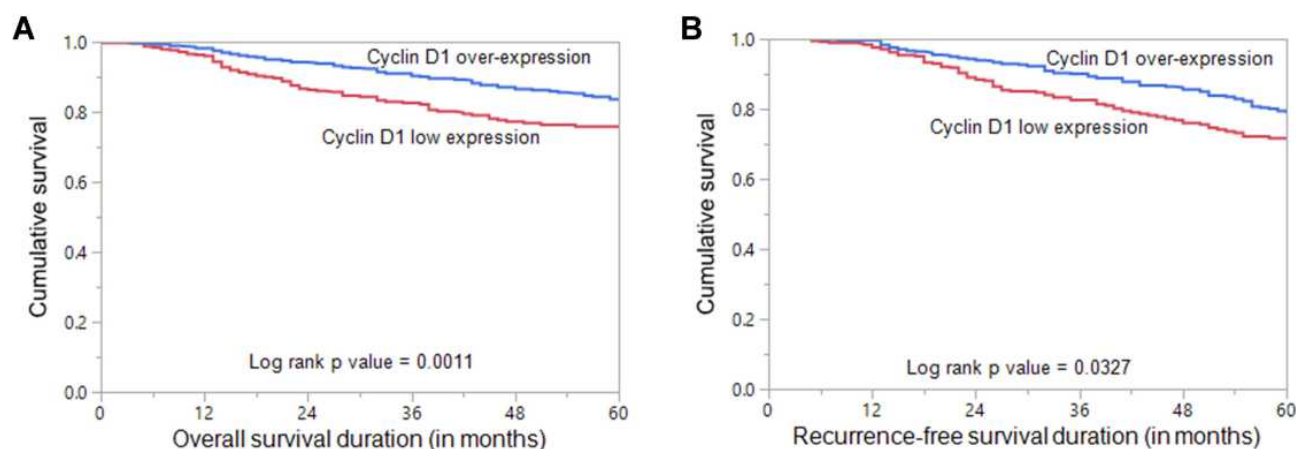 A
Cumulative survival
1.0
0.8
0.6
0.4
0.2
0.0
Cyclin D1 over-expression
Cyclin D1 low expression
Log rank p value = 0.0011
0 12 24 36 48 60
Overall survival duration (in months)
B
Cumulative survival
1.0
0.8
0.6
0.4
0.2
0.0
Cyclin D1 over-expression
Cyclin D1 low expression
Log rank p value = 0.0327
0 12 24 36 48 60
Recurrence-free survival duration (in months)